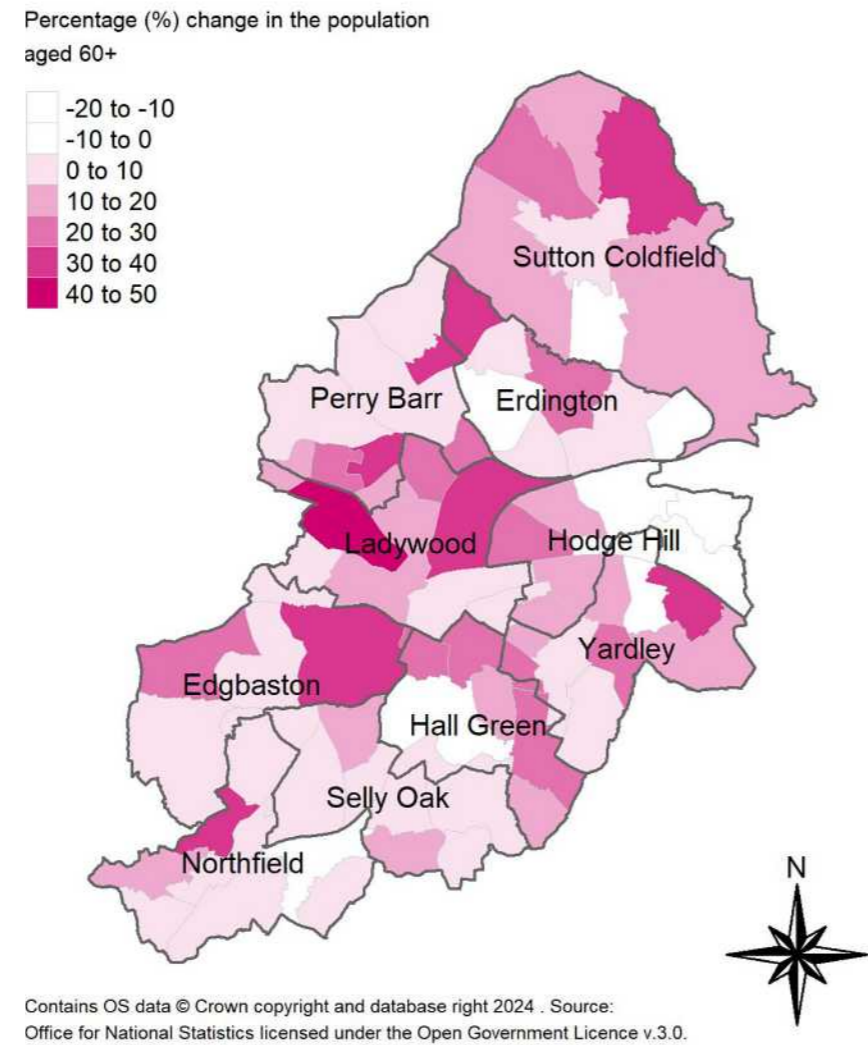 Percentage (%) change in the population
aged 60+
-20 to -10
-10 to 0
0 to 10
10 to 20
20 to 30
30 to 40
40 to 50
Sutton Coldfield
Perry Barr
Erdington
Ladywood
Hodge Hill
Yardley
Edgbaston
Hall Green
Selly Oak
Northfield
N
Contains OS data © Crown copyright and database right 2024 . Source:
Office for National Statistics licensed under the Open Government Licence v.3.0.